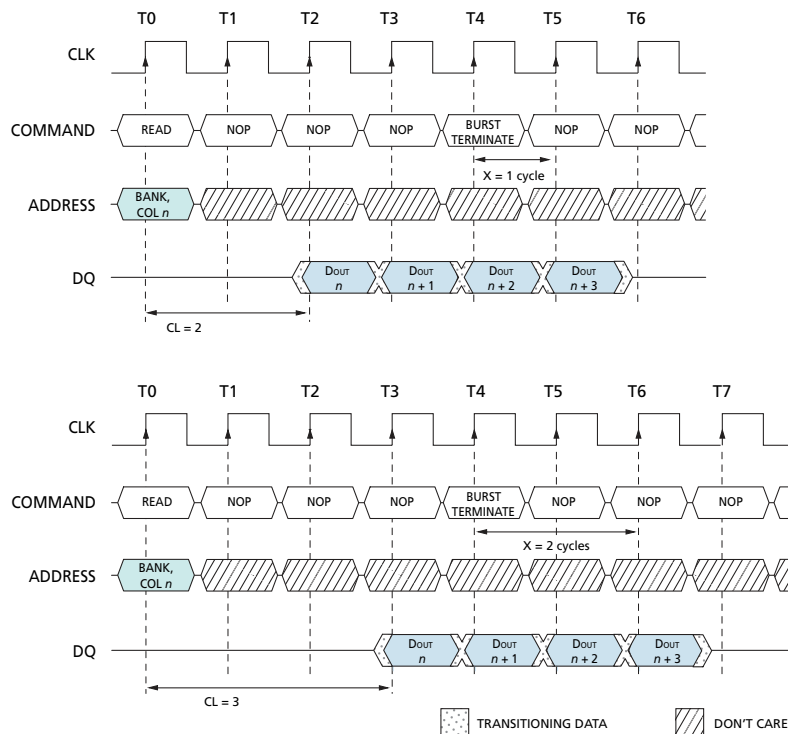 T0 T1 T2 T3 T4 T5 T6
CLK
COMMAND READ NOP NOP NOP BURST TERMINATE NOP NOP
X = 1 cycle
ADDRESS BANK, COL n
DQ DOUT n DOUT n + 1 DOUT n + 2 DOUT n + 3
CL = 2
T0 T1 T2 T3 T4 T5 T6 T7
CLK
COMMAND READ NOP NOP NOP BURST TERMINATE NOP NOP NOP
X = 2 cycles
ADDRESS BANK, COL n
DQ DOUT n DOUT n + 1 DOUT n + 2 DOUT n + 3
CL = 3
TRANSITIONING DATA DON'T CARE